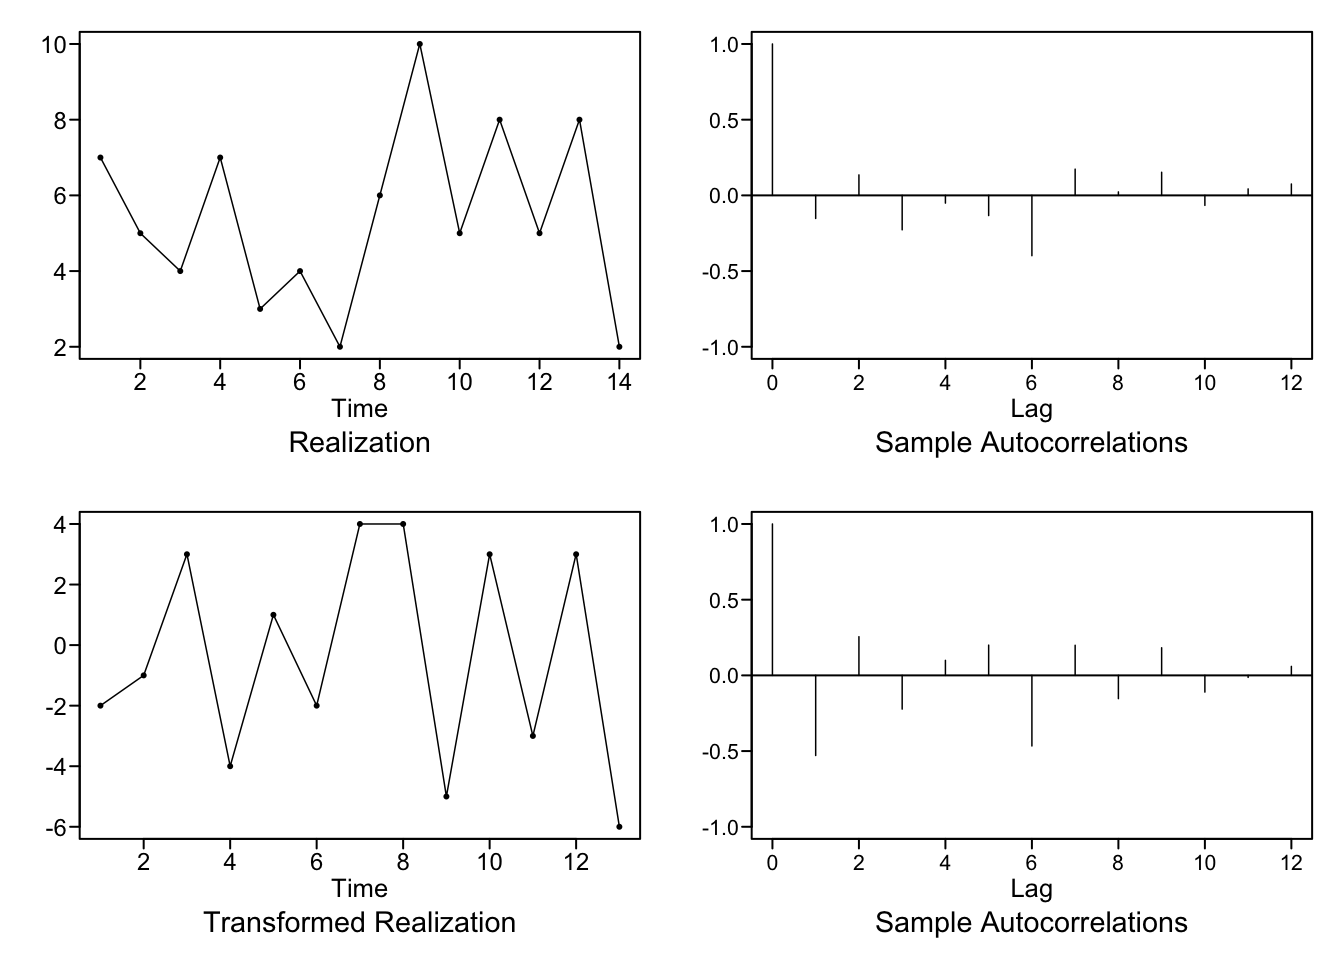 10
8
6
4
2
2 4 6 8 10 12 14
Time
Realization
1.0
0.5
0.0
-0.5
-1.0
0 2 4 6 8 10 12
Lag
Sample Autocorrelations
4
2
0
-2
-4
-6
2 4 6 8 10 12
Time
Transformed Realization
1.0
0.5
0.0
-0.5
-1.0
0 2 4 6 8 10 12
Lag
Sample Autocorrelations